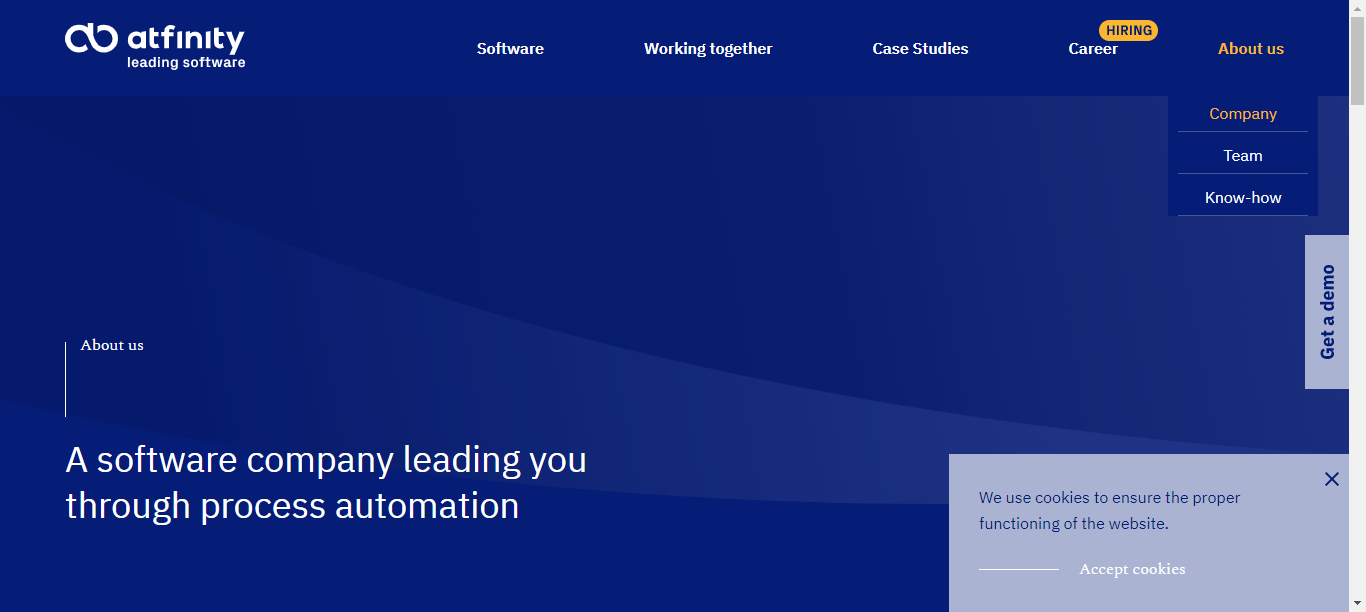 atfinity
leading software
Software
Working together
Case Studies
HIRING
Career
About us
Company
Team
Know-how
Get a demo
About us
A software company leading you
through process automation
We use cookies to ensure the proper
functioning of the website.
Accept cookies